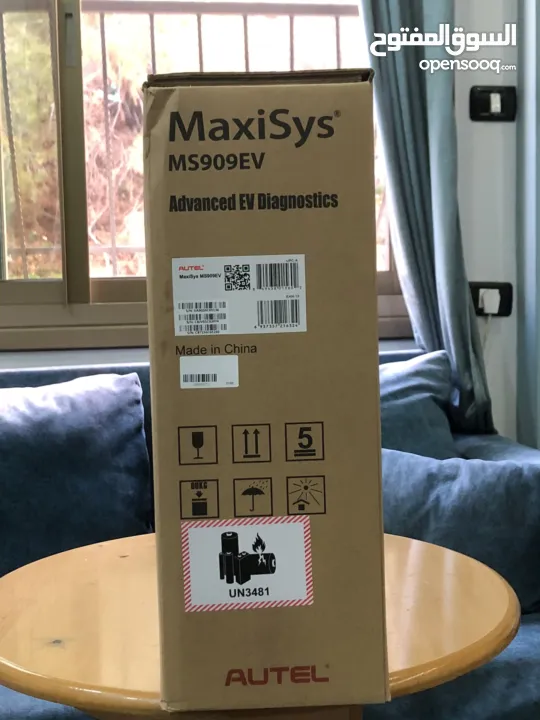 السوق المفتوح
opensooq.com
MaxiSys®
MS909EV
Advanced EV Diagnostics
AUTEL
MaxiSys MS909EV
Made in China
5
UN3481
AUTEL